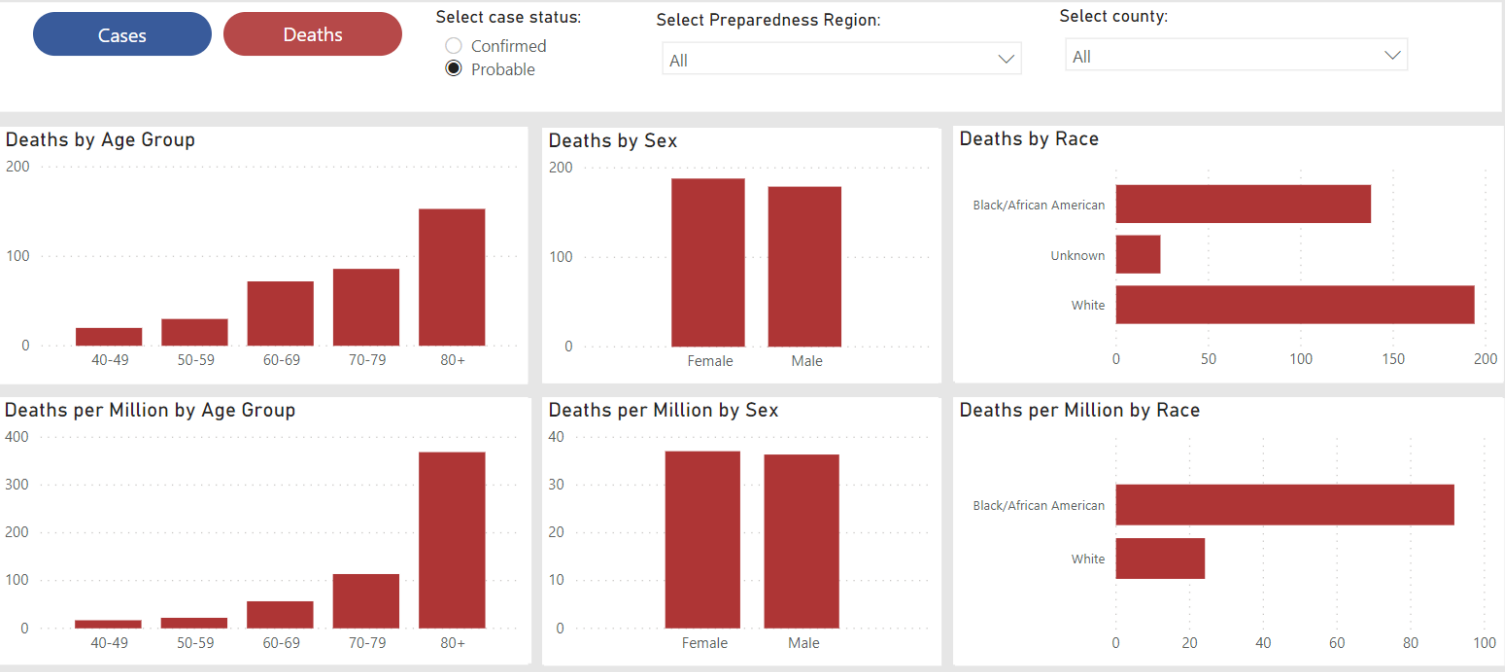 Cases
Deaths
Select case status:
Confirmed
Probable
Select Preparedness Region:
All
Select county:
All
Deaths by Age Group
200
100
0
40-49 50-59 60-69 70-79 80+
Deaths by Sex
200
100
0
Female Male
Deaths by Race
Black/African American
Unknown
White
0 50 100 150 200
Deaths per Million by Age Group
400
300
200
100
0
40-49 50-59 60-69 70-79 80+
Deaths per Million by Sex
40
30
20
10
0
Female Male
Deaths per Million by Race
Black/African American
White
0 20 40 60 80 100